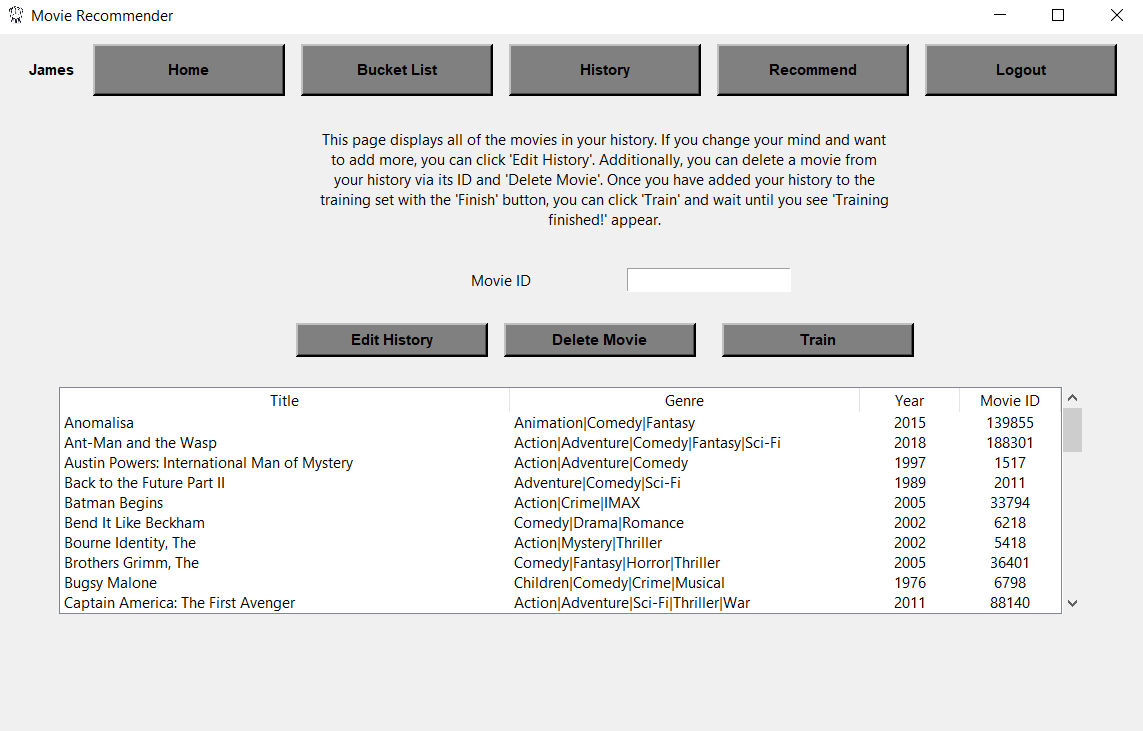 Movie Recommender
James Home Bucket List History Recommend Logout
This page displays all of the movies in your history. If you change your mind and want
to add more, you can click 'Edit History'. Additionally, you can delete a movie from
your history via its ID and 'Delete Movie'. Once you have added your history to the
training set with the 'Finish' button, you can click 'Train' and wait until you see 'Training
finished!' appear.
Movie ID
Edit History Delete Movie Train
Title Genre Year Movie ID
Anomalisa Animation|Comedy|Fantasy 2015 139855
Ant-Man and the Wasp Action|Adventure|Comedy|Fantasy|Sci-Fi 2018 188301
Austin Powers: International Man of Mystery Action|Adventure|Comedy 1997 1517
Back to the Future Part II Adventure|Comedy|Sci-Fi 1989 2011
Batman Begins Action|Crime|IMAX 2005 33794
Bend It Like Beckham Comedy|Drama|Romance 2002 6218
Bourne Identity, The Action|Mystery|Thriller 2002 5418
Brothers Grimm, The Comedy|Fantasy|Horror|Thriller 2005 36401
Bugsy Malone Children|Comedy|Crime|Musical 1976 6798
Captain America: The First Avenger Action|Adventure|Sci-Fi|Thriller|War 2011 88140